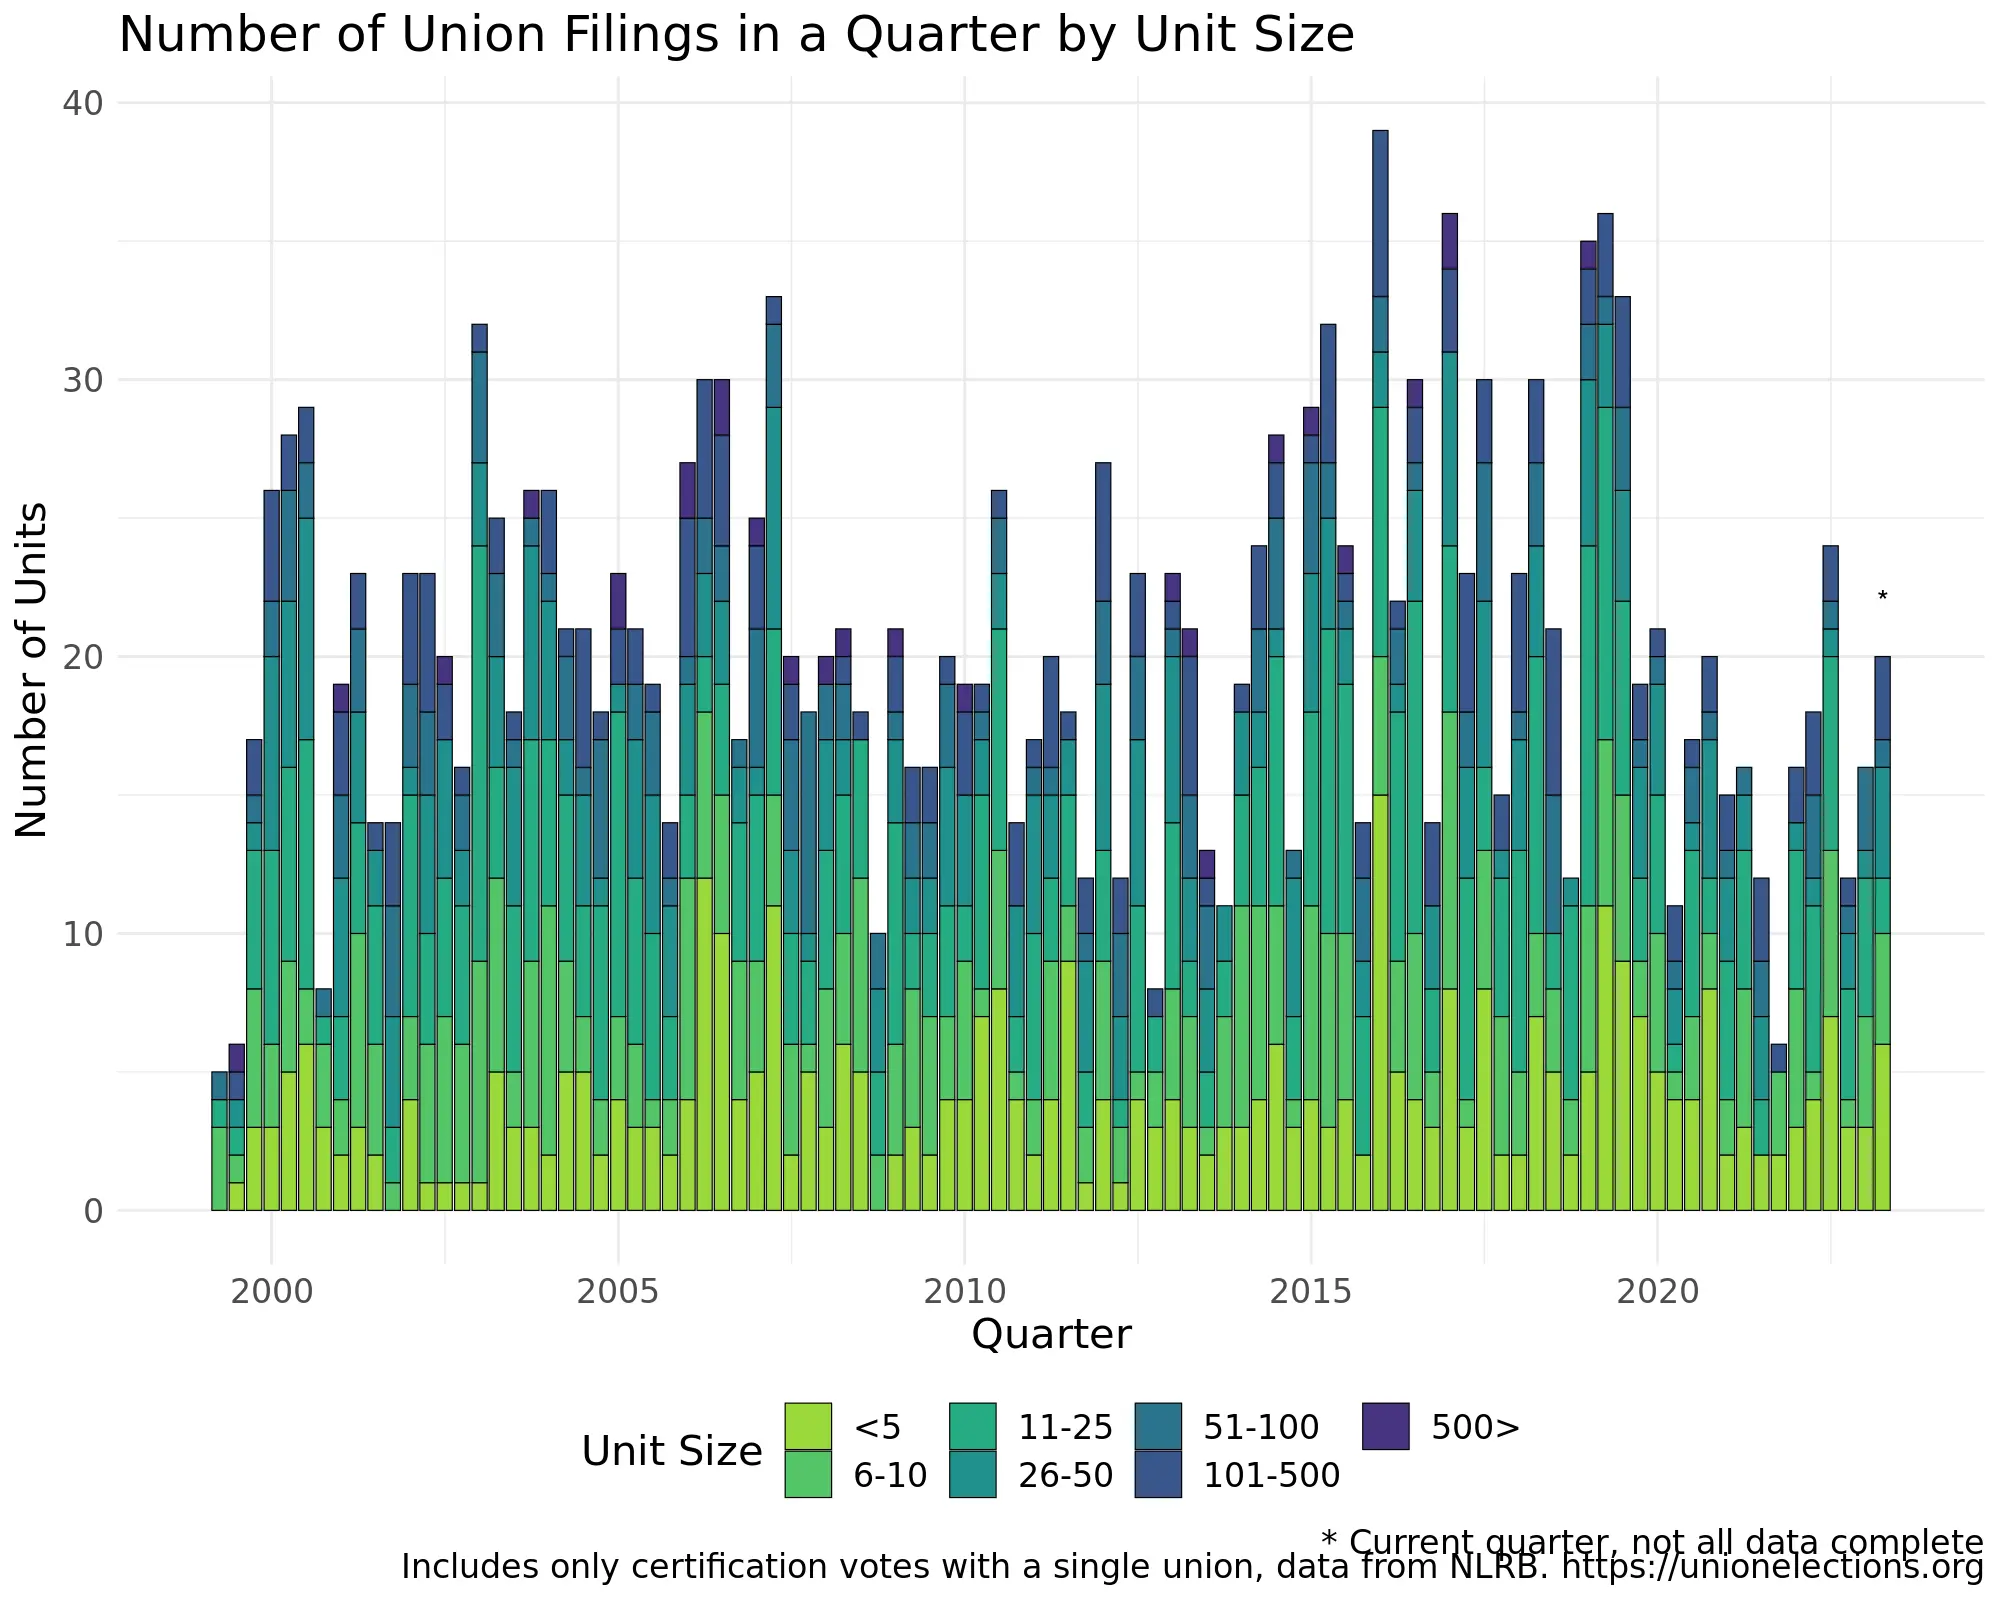 Number of Union Filings in a Quarter by Unit Size
40
30
20
10
0
Number of Units
*
2000 2005 2010 2015 2020
Quarter
Unit Size
<5 11-25 51-100 500>
6-10 26-50 101-500
* Current quarter, not all data complete
Includes only certification votes with a single union, data from NLRB. https://unionelections.org